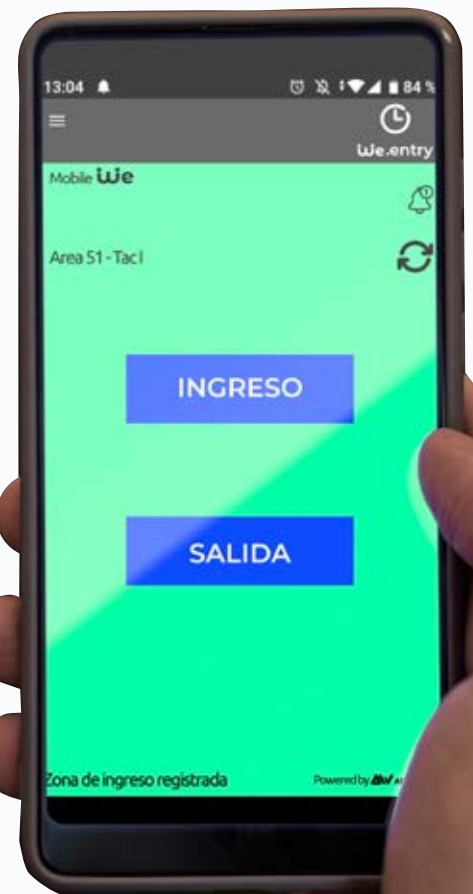 13:04 84 %
We.entry
Mobile We
Area 51 - Tac I
INGRESO
SALIDA
Zona de ingreso registrada Powered by